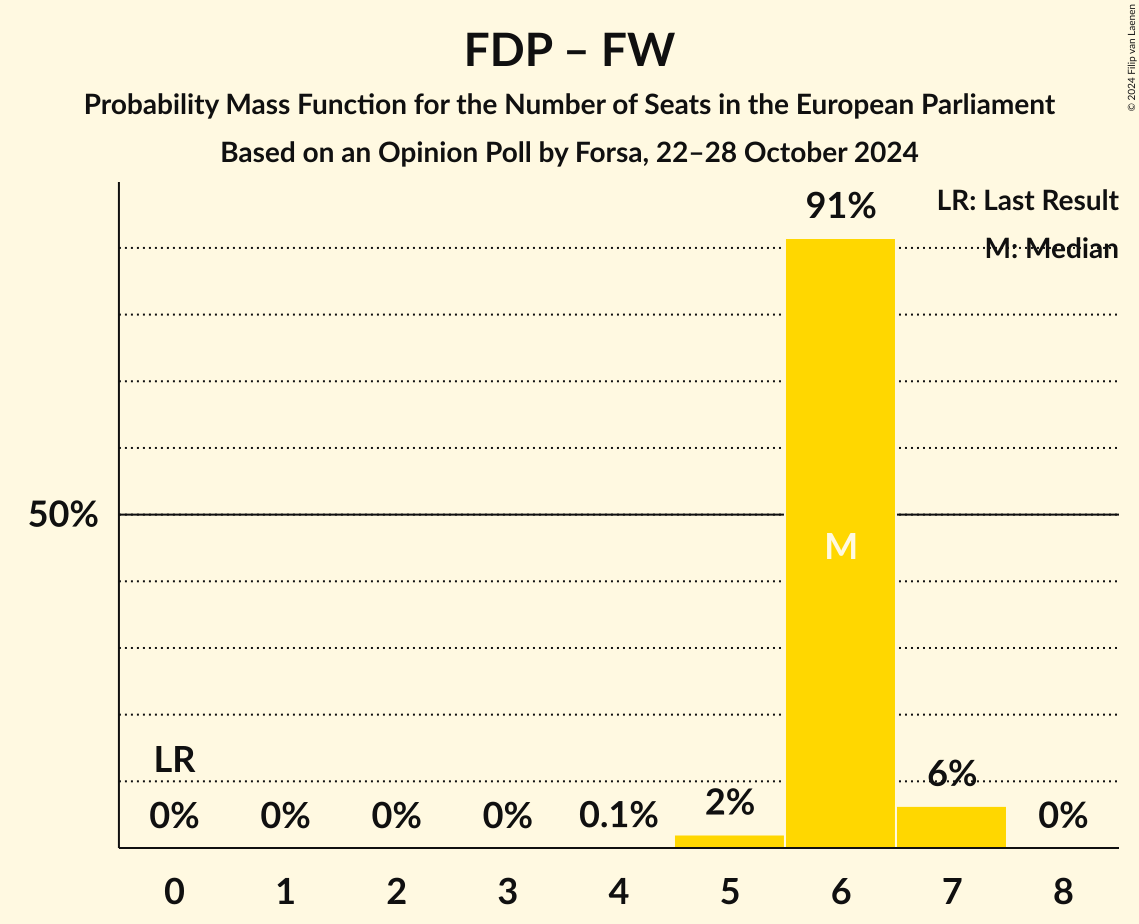 FDP – FW
Probability Mass Function for the Number of Seats in the European Parliament
Based on an Opinion Poll by Forsa, 22–28 October 2024
© 2024 Filip van Laenen
LR: Last Result
M: Median
91%
50%
M
LR
0% 0% 0% 0% 0.1% 2% 6% 0%
0 1 2 3 4 5 6 7 8